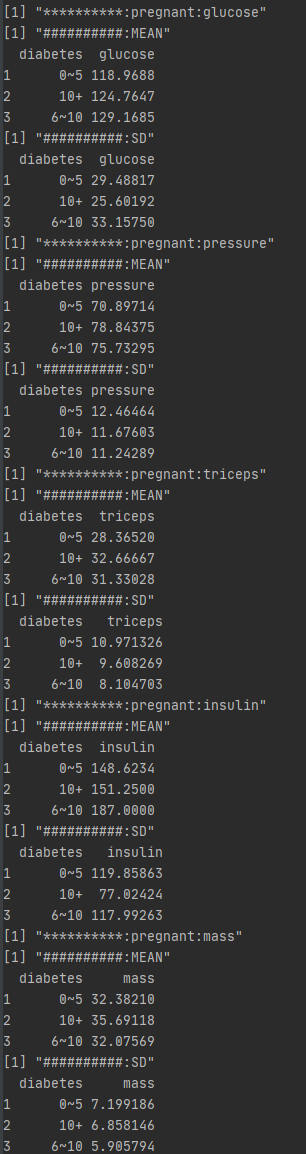 [1] "**********:pregnant:glucose"
[1] "##########:MEAN"
  diabetes  glucose
1      0~5 118.9688
2      10+ 124.7647
3     6~10 129.1685
[1] "##########:SD"
  diabetes  glucose
1      0~5 29.48817
2      10+ 25.60192
3     6~10 33.15750
[1] "**********:pregnant:pressure"
[1] "##########:MEAN"
  diabetes pressure
1      0~5 70.89714
2      10+ 78.84375
3     6~10 75.73295
[1] "##########:SD"
  diabetes pressure
1      0~5 12.46464
2      10+ 11.67603
3     6~10 11.24289
[1] "**********:pregnant:triceps"
[1] "##########:MEAN"
  diabetes  triceps
1      0~5 28.36520
2      10+ 32.66667
3     6~10 31.33028
[1] "##########:SD"
  diabetes   triceps
1      0~5 10.971326
2      10+  9.608269
3     6~10  8.104703
[1] "**********:pregnant:insulin"
[1] "##########:MEAN"
  diabetes  insulin
1      0~5 148.6234
2      10+ 151.2500
3     6~10 187.0000
[1] "##########:SD"
  diabetes   insulin
1      0~5 119.85863
2      10+  77.02424
3     6~10 117.99263
[1] "**********:pregnant:mass"
[1] "##########:MEAN"
  diabetes     mass
1      0~5 32.38210
2      10+ 35.69118
3     6~10 32.07569
[1] "##########:SD"
  diabetes     mass
1      0~5 7.199186
2      10+ 6.858146
3     6~10 5.905794